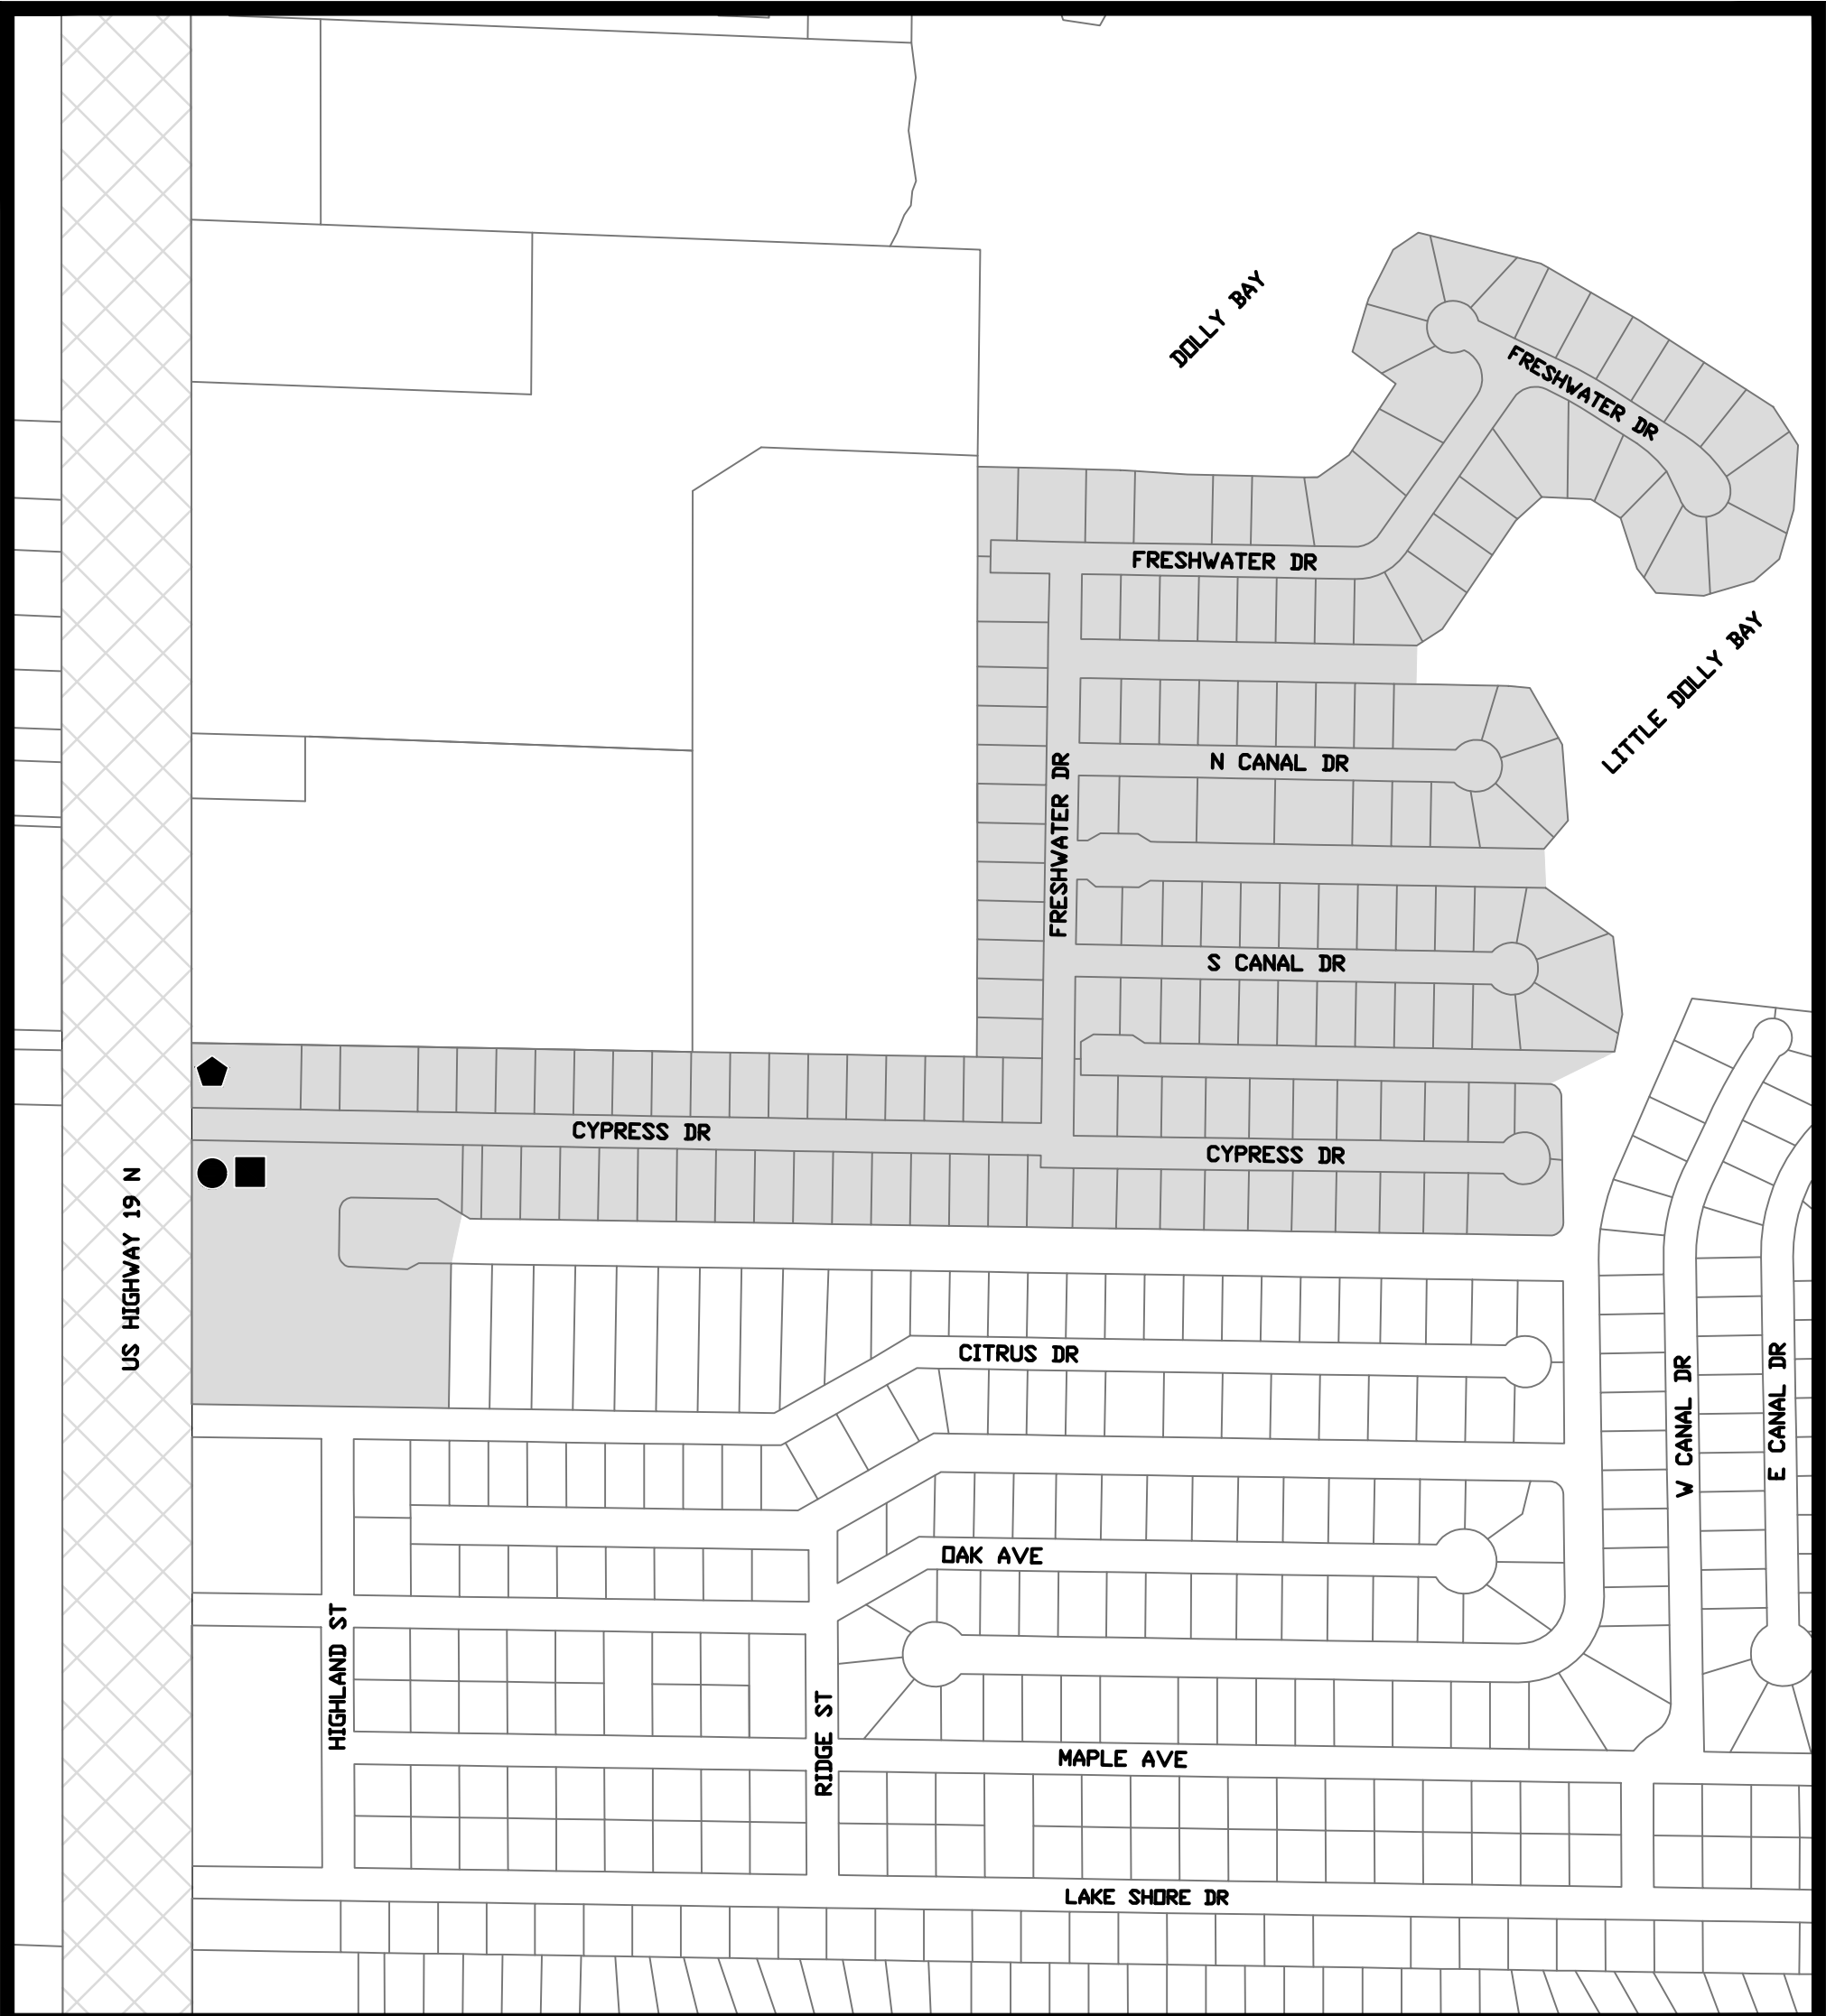 DOLLY BAY
FRESHWATER DR
FRESHWATER DR
LITTLE DOLLY BAY
N CANAL DR
FRESHWATER DR
S CANAL DR
CYPRESS DR
CYPRESS DR
US HIGHWAY 19 N
CITRUS DR
W CANAL DR
E CANAL DR
OAK AVE
HIGHLAND ST
RIDGE ST
MAPLE AVE
LAKE SHORE DR